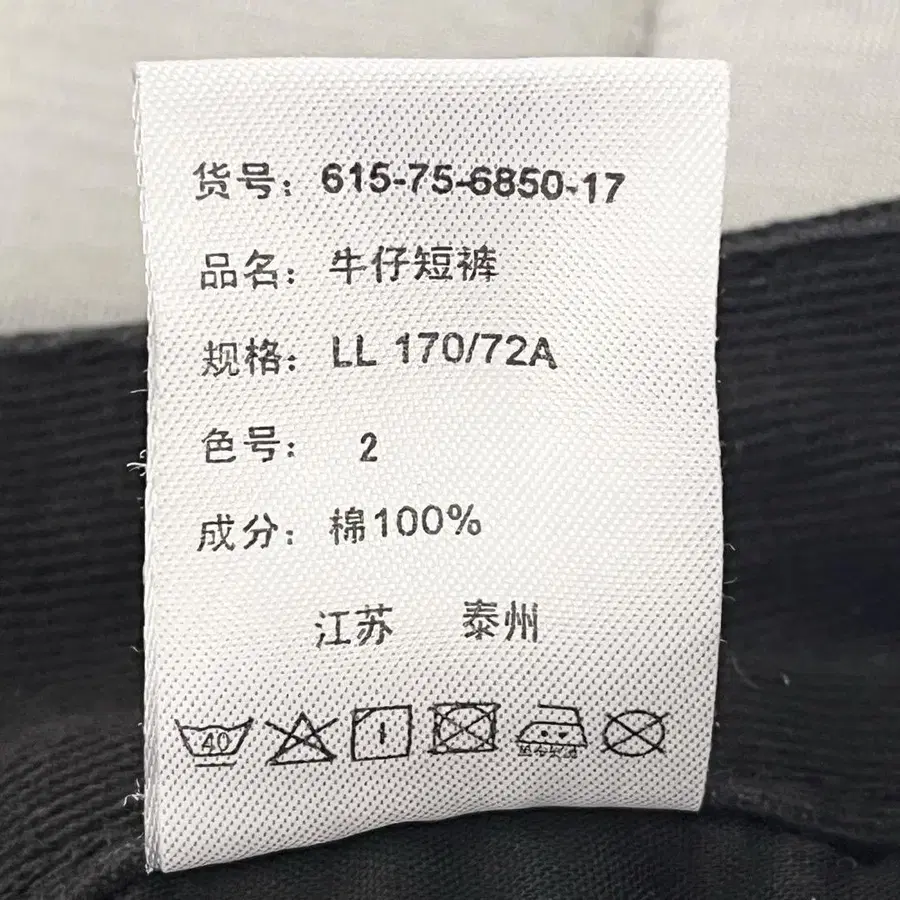 货号：615-75-6850-17
品名：牛仔短裤
规格：LL 170/72A
色号： 2
成分：棉100%
江苏 泰州
40